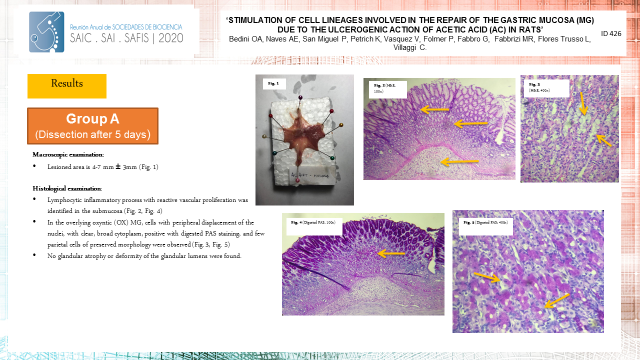 Reunión Anual de SOCIEDADES DE BIOCIENCIA
SAIC . SAI . SAFIS | 2020
'STIMULATION OF CELL LINEAGES INVOLVED IN THE REPAIR OF THE GASTRIC MUCOSA (MG)
DUE TO THE ULCEROGENIC ACTION OF ACETIC ACID (AC) IN RATS'
Bedini OA, Naves AE, San Miguel P, Petrich K, Vasquez V, Folmer P, Fabbro G, Fabbrizi MR, Flores Trusso L,
Villaggi C.
ID 426
Results
Group A
(Dissection after 5 days)
Macroscopic examination:
• Lesioned area is 4-7 mm ± 3mm (Fig. 1)
Histological examination:
• Lymphocytic inflammatory process with reactive vascular proliferation was
identified in the submucosa (Fig. 2, Fig. 4)
• In the overlying oxyntic (OX) MG, cells with peripheral displacement of the
nuclei, with clear, broad cytoplasm, positive with digested PAS staining, and few
parietal cells of preserved morphology were observed (Fig. 3, Fig. 5)
• No glandular atrophy or deformity of the glandular lumens were found.
Fig. 1
Fig. 2 (H&E,
100x)
Fig. 3
(H&E, 400x)
Fig. 4 (Digested PAS, 100x)
Fig. 5 (Digested PAS, 400x)